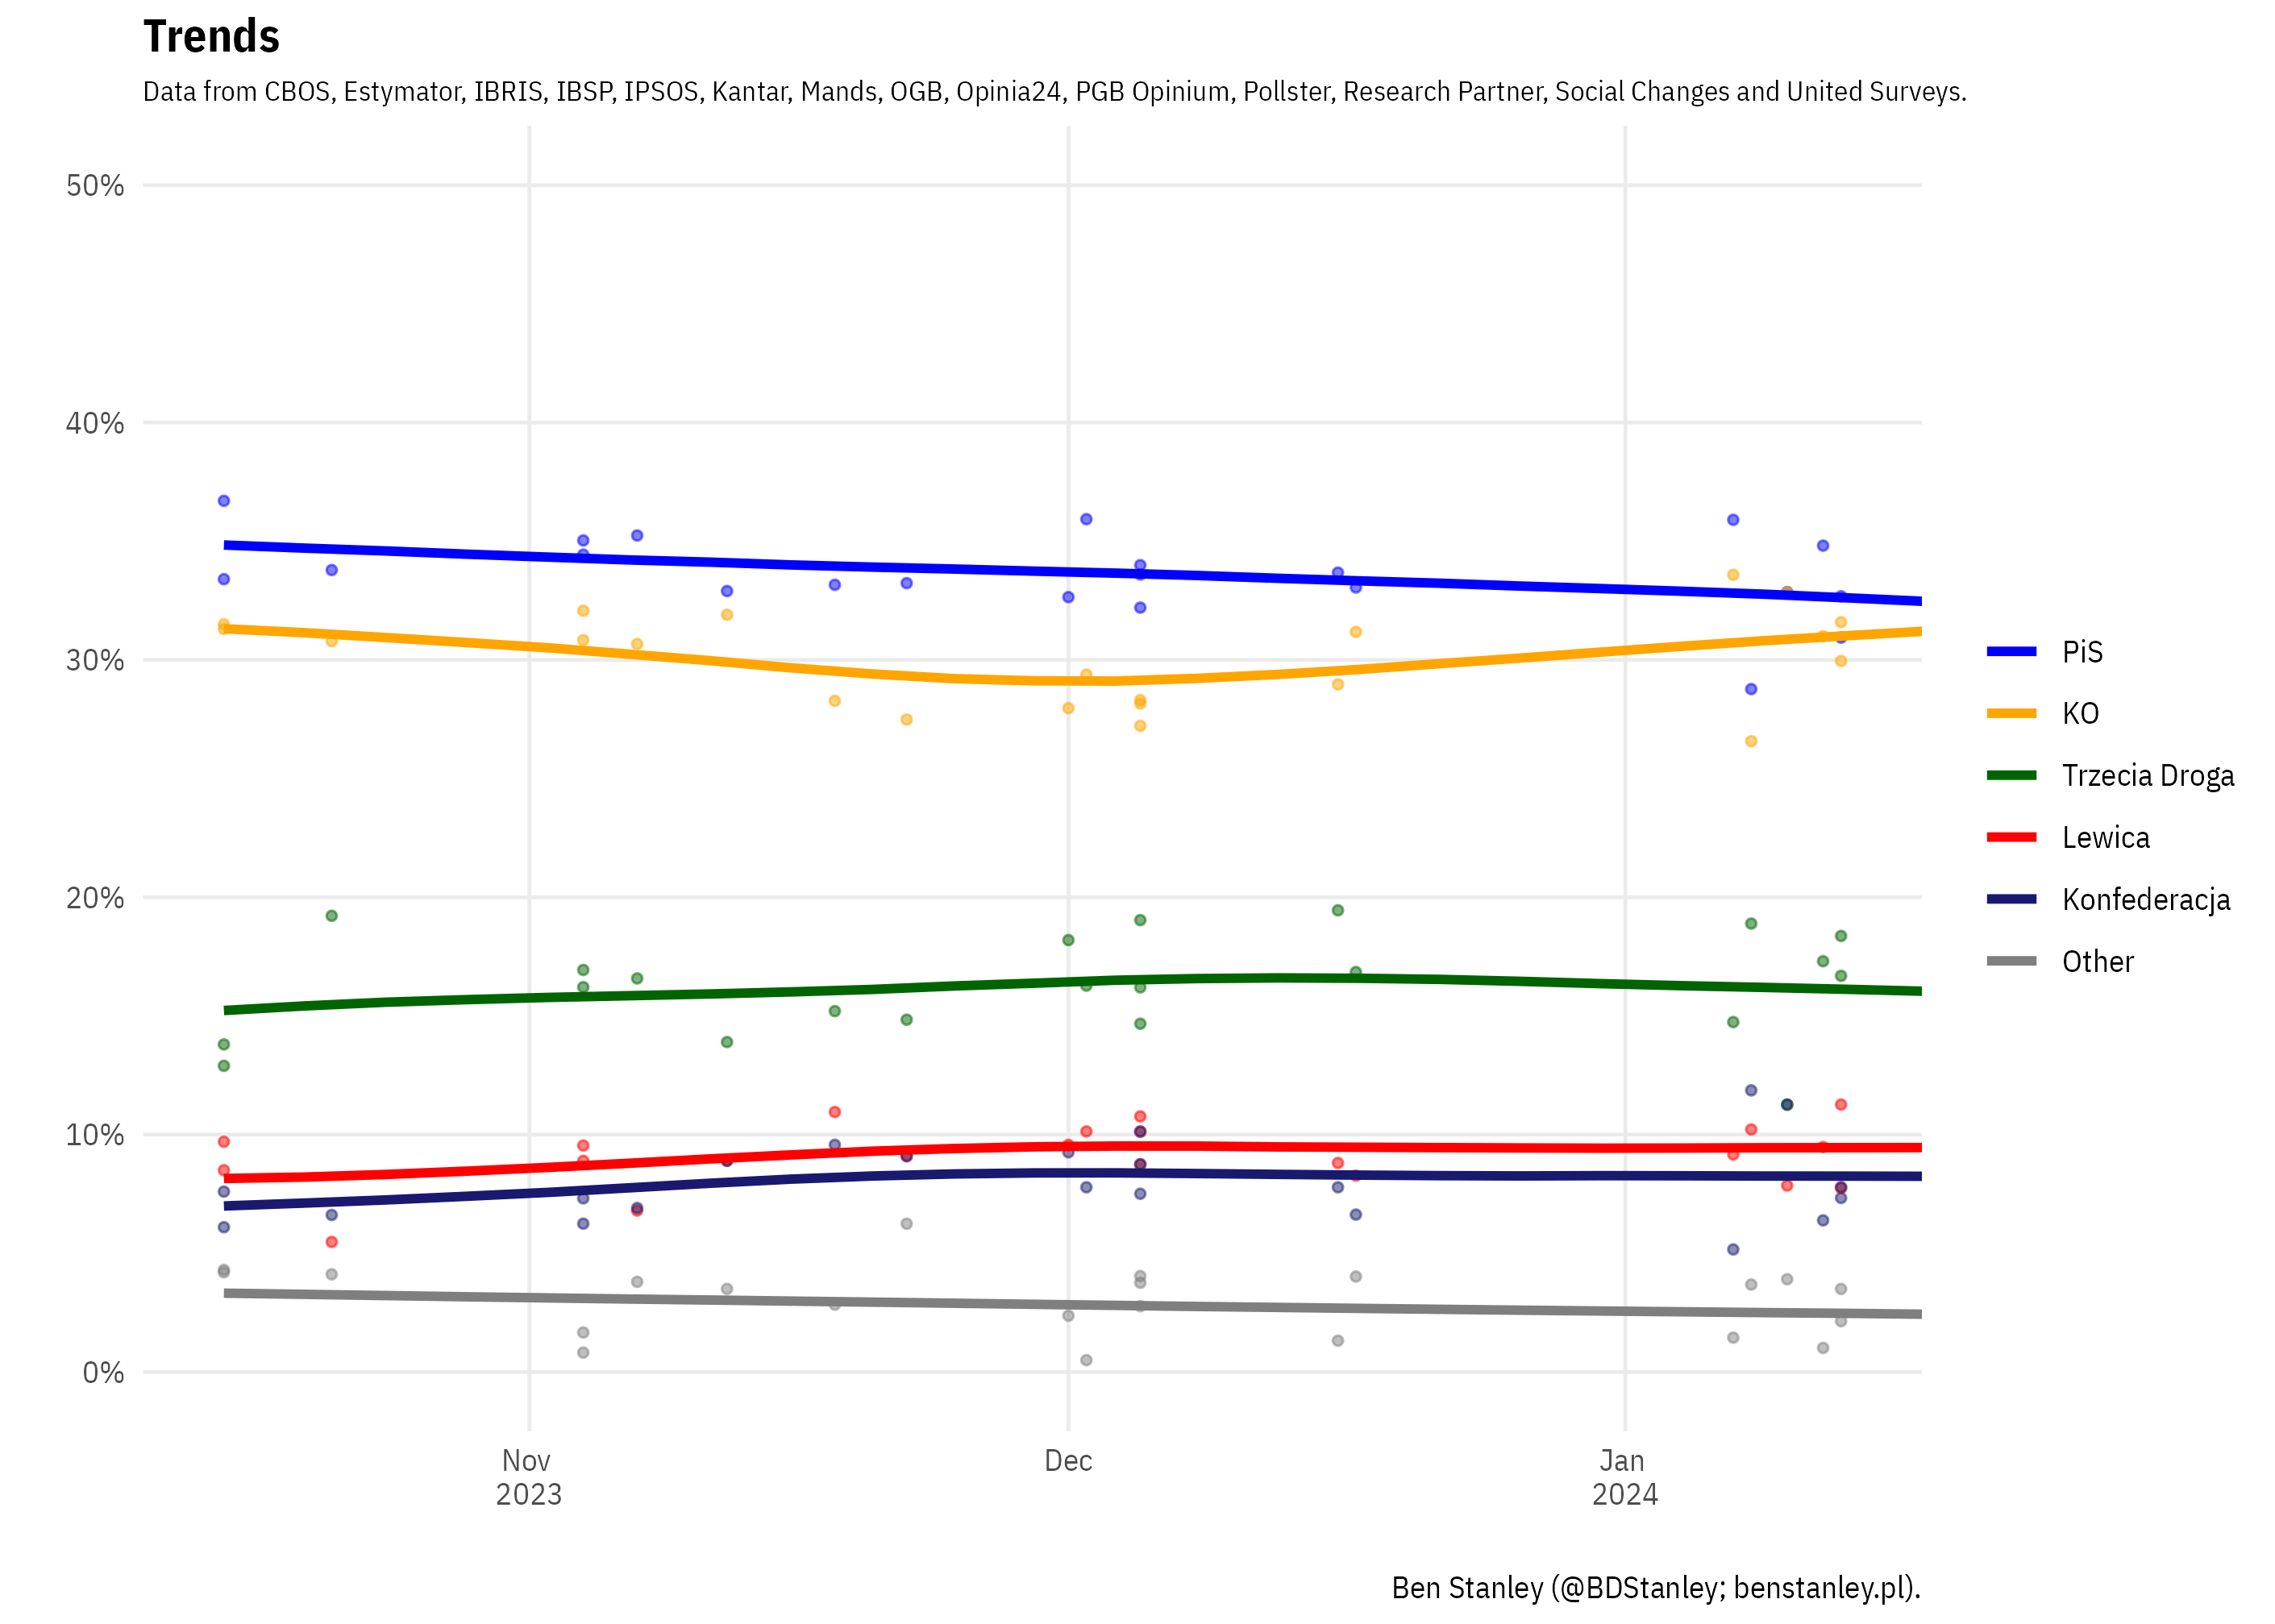 Trends
Data from CBOS, Estymator, IBRIS, IBSP, IPSOS, Kantar, Mands, OGB, Opinia24, PGB Opinium, Pollster, Research Partner, Social Changes and United Surveys.
50%
40%
30%
20%
10%
0%
Nov
2023
Dec
Jan
2024
PiS
KO
Trzecia Droga
Lewica
Konfederacja
Other
Ben Stanley (@BDStanley; benstanley.pl).